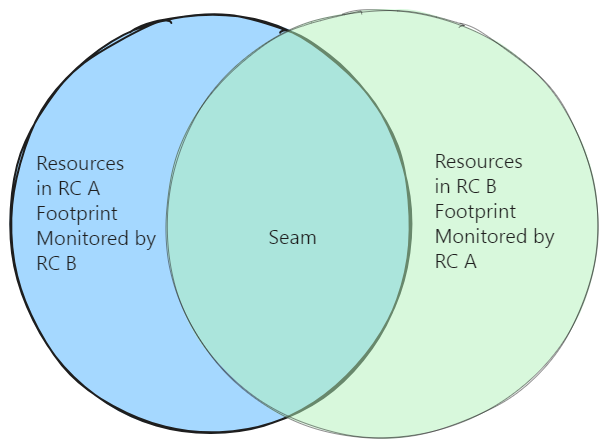 Resources
in RC A
Footprint
Monitored by
RC B
Seam
Resources
in RC B
Footprint
Monitored by
RC A